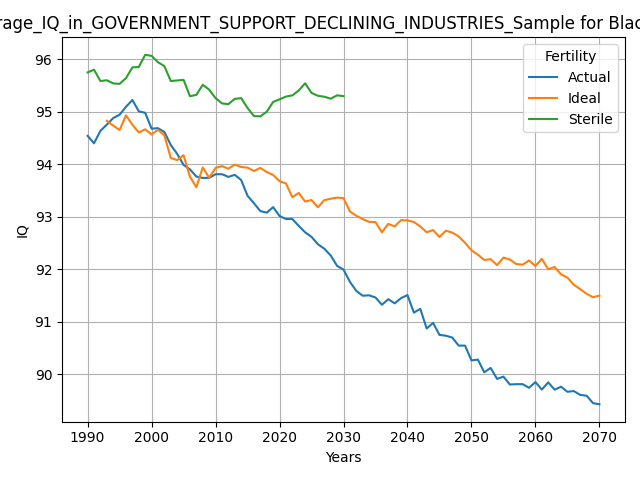 rage_IQ_in_GOVERNMENT_SUPPORT_DECLINING_INDUSTRIES_Sample for Blac
Fertility
Actual
Ideal
Sterile
IQ
96
95
94
93
92
91
90
1990 2000 2010 2020 2030 2040 2050 2060 2070
Years